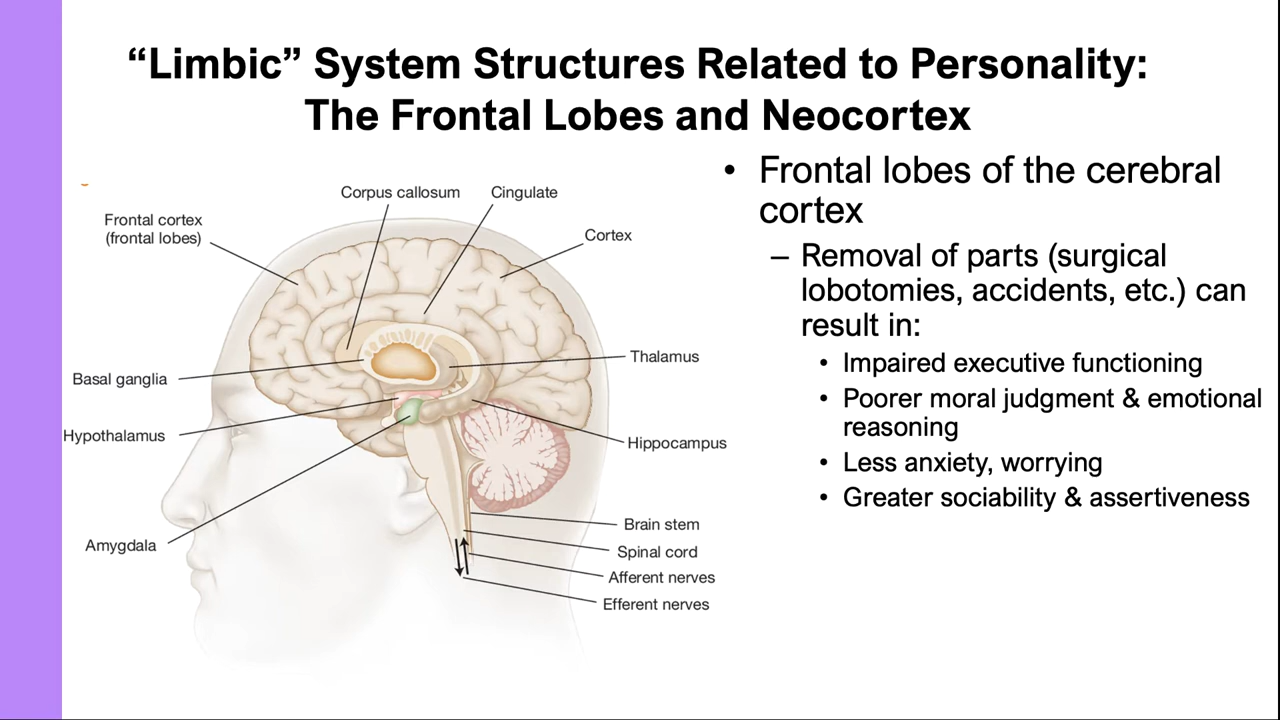 “Limbic” System Structures Related to Personality:
The Frontal Lobes and Neocortex
Corpus callosum
Cingulate
Frontal cortex
(frontal lobes)
Cortex
Thalamus
Basal ganglia
Hypothalamus
Hippocampus
Amygdala
Brain stem
Spinal cord
Afferent nerves
Efferent nerves
• Frontal lobes of the cerebral
cortex
– Removal of parts (surgical
lobotomies, accidents, etc.) can
result in:
• Impaired executive functioning
• Poorer moral judgment & emotional
reasoning
• Less anxiety, worrying
• Greater sociability & assertiveness